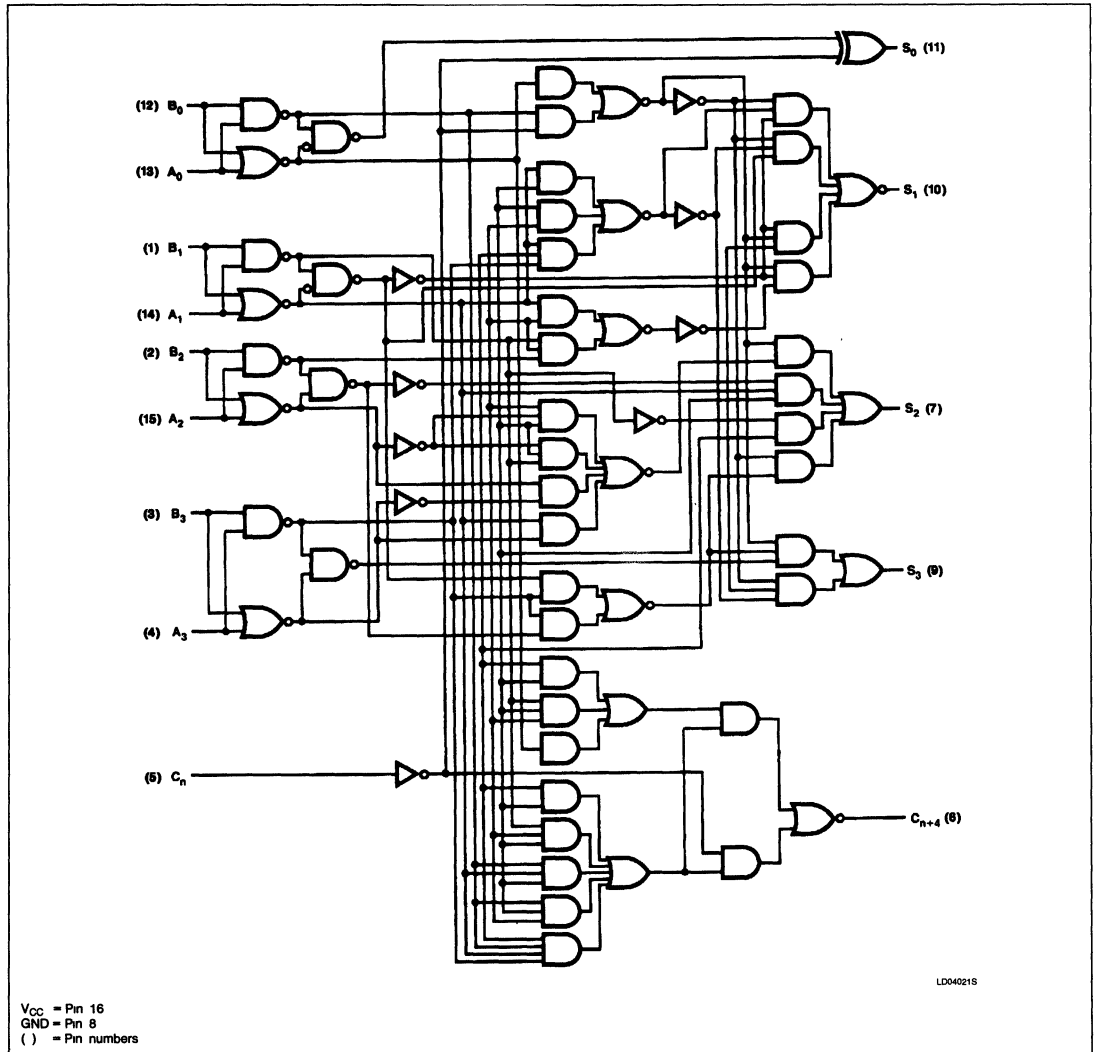 S₀ (11)
(12) B₀
(13) A₀
S₁ (10)
(1) B₁
(14) A₁
(2) B₂
S₂ (7)
(15) A₂
(3) B₃
S₃ (9)
(4) A₃
(5) Cₙ
Cₙ₊₄ (6)
LD04021S
V_CC = Pin 16
GND = Pin 8
( ) = Pin numbers